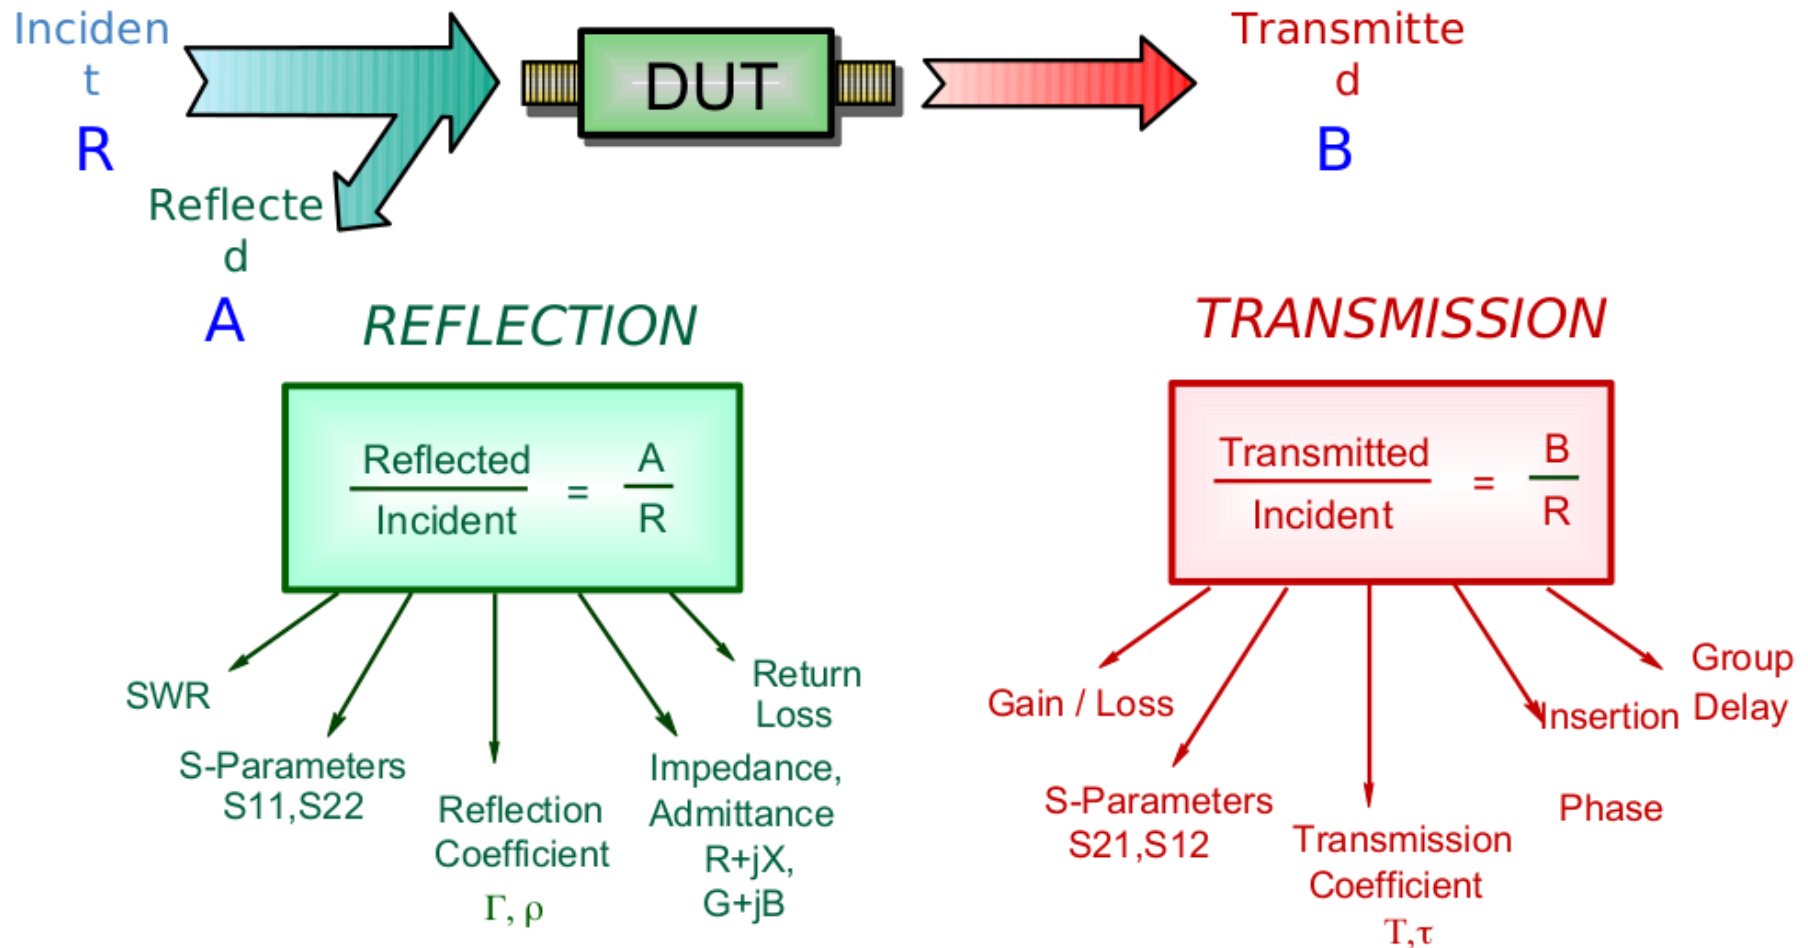 Inciden
t
R
Reflecte
d
A
DUT
Transmitte
d
B
REFLECTION
Reflected
Incident
=
A
R
SWR
S-Parameters
S11,S22
Reflection
Coefficient
Γ, ρ
Impedance,
Admittance
R+jX,
G+jB
Return
Loss
TRANSMISSION
Transmitted
Incident
=
B
R
Gain / Loss
S-Parameters
S21,S12
Transmission
Coefficient
Τ,τ
Insertion
Phase
Group
Delay